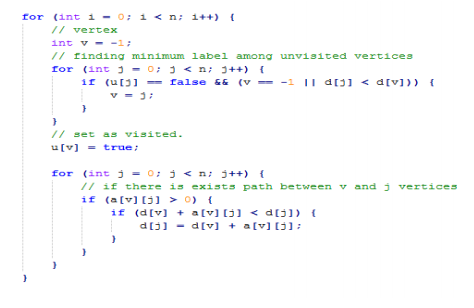 for (int i = 0; i < n; i++) {
// vertex
int v = -1;
// finding minimum label among unvisited vertices
for (int j = 0; j < n; j++) {
if (u[j] == false && (v == -1 || d[j] < d[v])) {
v = j;
}
}
// set as visited.
u[v] = true;
for (int j = 0; j < n; j++) {
// if there is exists path between v and j vertices
if (a[v][j] > 0) {
if (d[v] + a[v][j] < d[j]) {
d[j] = d[v] + a[v][j];
}
}
}
}